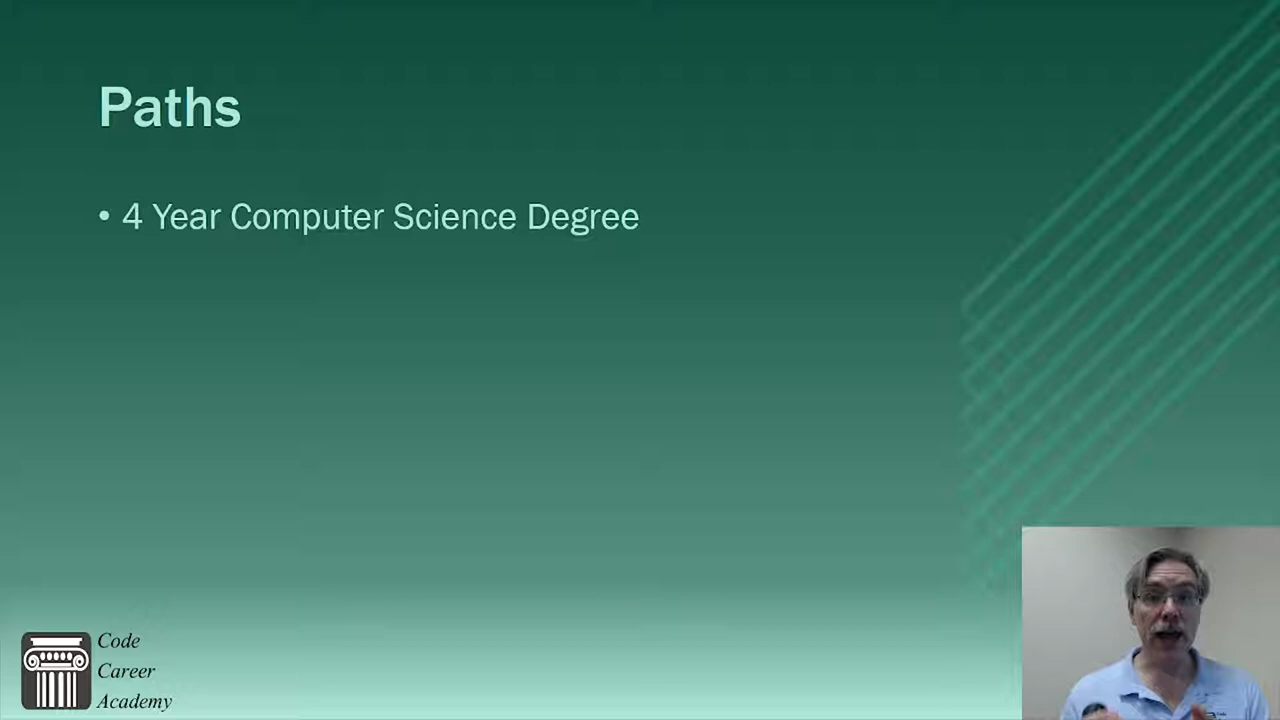 Paths
• 4 Year Computer Science Degree
Code
Career
Academy